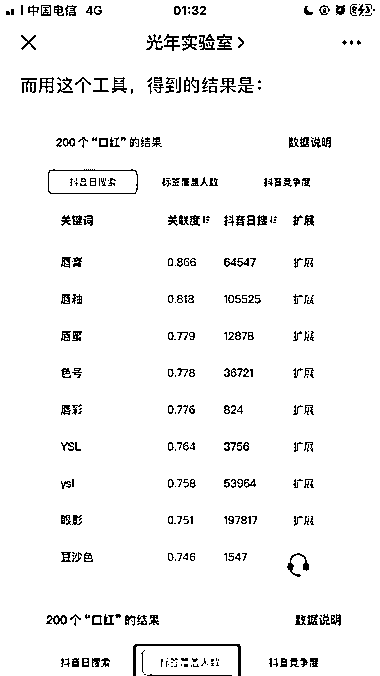 中国电信 4G 01:32
光年实验室
而用这个工具，得到的结果是：
200个“口红”的结果 数据说明
抖音日搜索 标签覆盖人数 抖音竞争度
关键词 关联度 抖音日搜 扩展
唇膏 0.866 64547 扩展
唇釉 0.818 105525 扩展
唇蜜 0.779 12878 扩展
色号 0.778 36721 扩展
唇彩 0.776 824 扩展
YSL 0.764 3756 扩展
ysl 0.758 53964 扩展
眼影 0.751 197817 扩展
豆沙色 0.746 1547
200个“口红”的结果 数据说明
抖音日搜索 标签覆盖人数 抖音竞争度